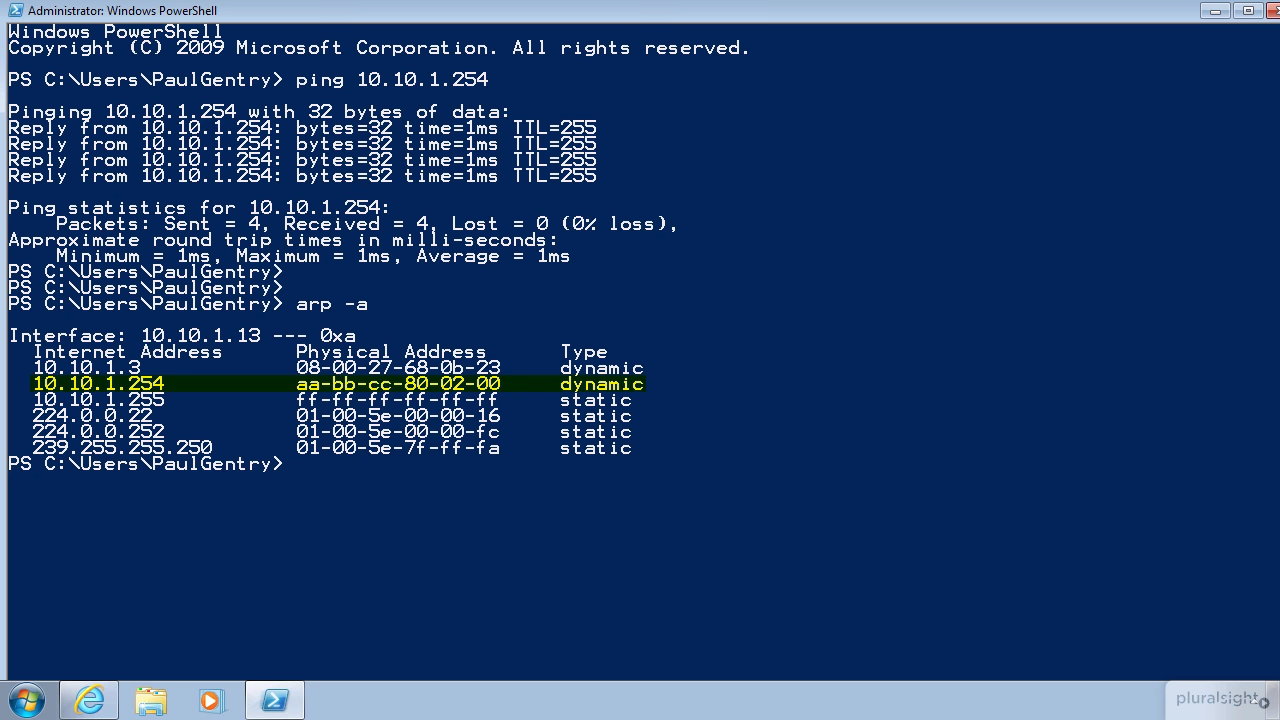 Administrator: Windows PowerShell
Windows PowerShell
Copyright (C) 2009 Microsoft Corporation. All rights reserved.
PS C:\Users\PaulGentry> ping 10.10.1.254
Pinging 10.10.1.254 with 32 bytes of data:
Reply from 10.10.1.254: bytes=32 time=1ms TTL=255
Reply from 10.10.1.254: bytes=32 time=1ms TTL=255
Reply from 10.10.1.254: bytes=32 time=1ms TTL=255
Reply from 10.10.1.254: bytes=32 time=1ms TTL=255
Ping statistics for 10.10.1.254:
    Packets: Sent = 4, Received = 4, Lost = 0 (0% loss),
Approximate round trip times in milli-seconds:
    Minimum = 1ms, Maximum = 1ms, Average = 1ms
PS C:\Users\PaulGentry>
PS C:\Users\PaulGentry>
PS C:\Users\PaulGentry> arp -a
Interface: 10.10.1.13 --- 0xa
  Internet Address      Physical Address      Type
  10.10.1.3             08-00-27-68-0b-23     dynamic
  10.10.1.254           aa-bb-cc-80-02-00     dynamic
  10.10.1.255           ff-ff-ff-ff-ff-ff     static
  224.0.0.22            01-00-5e-00-00-16     static
  224.0.0.252           01-00-5e-00-00-fc     static
  239.255.255.250       01-00-5e-7f-ff-fa     static
PS C:\Users\PaulGentry>
pluralsight